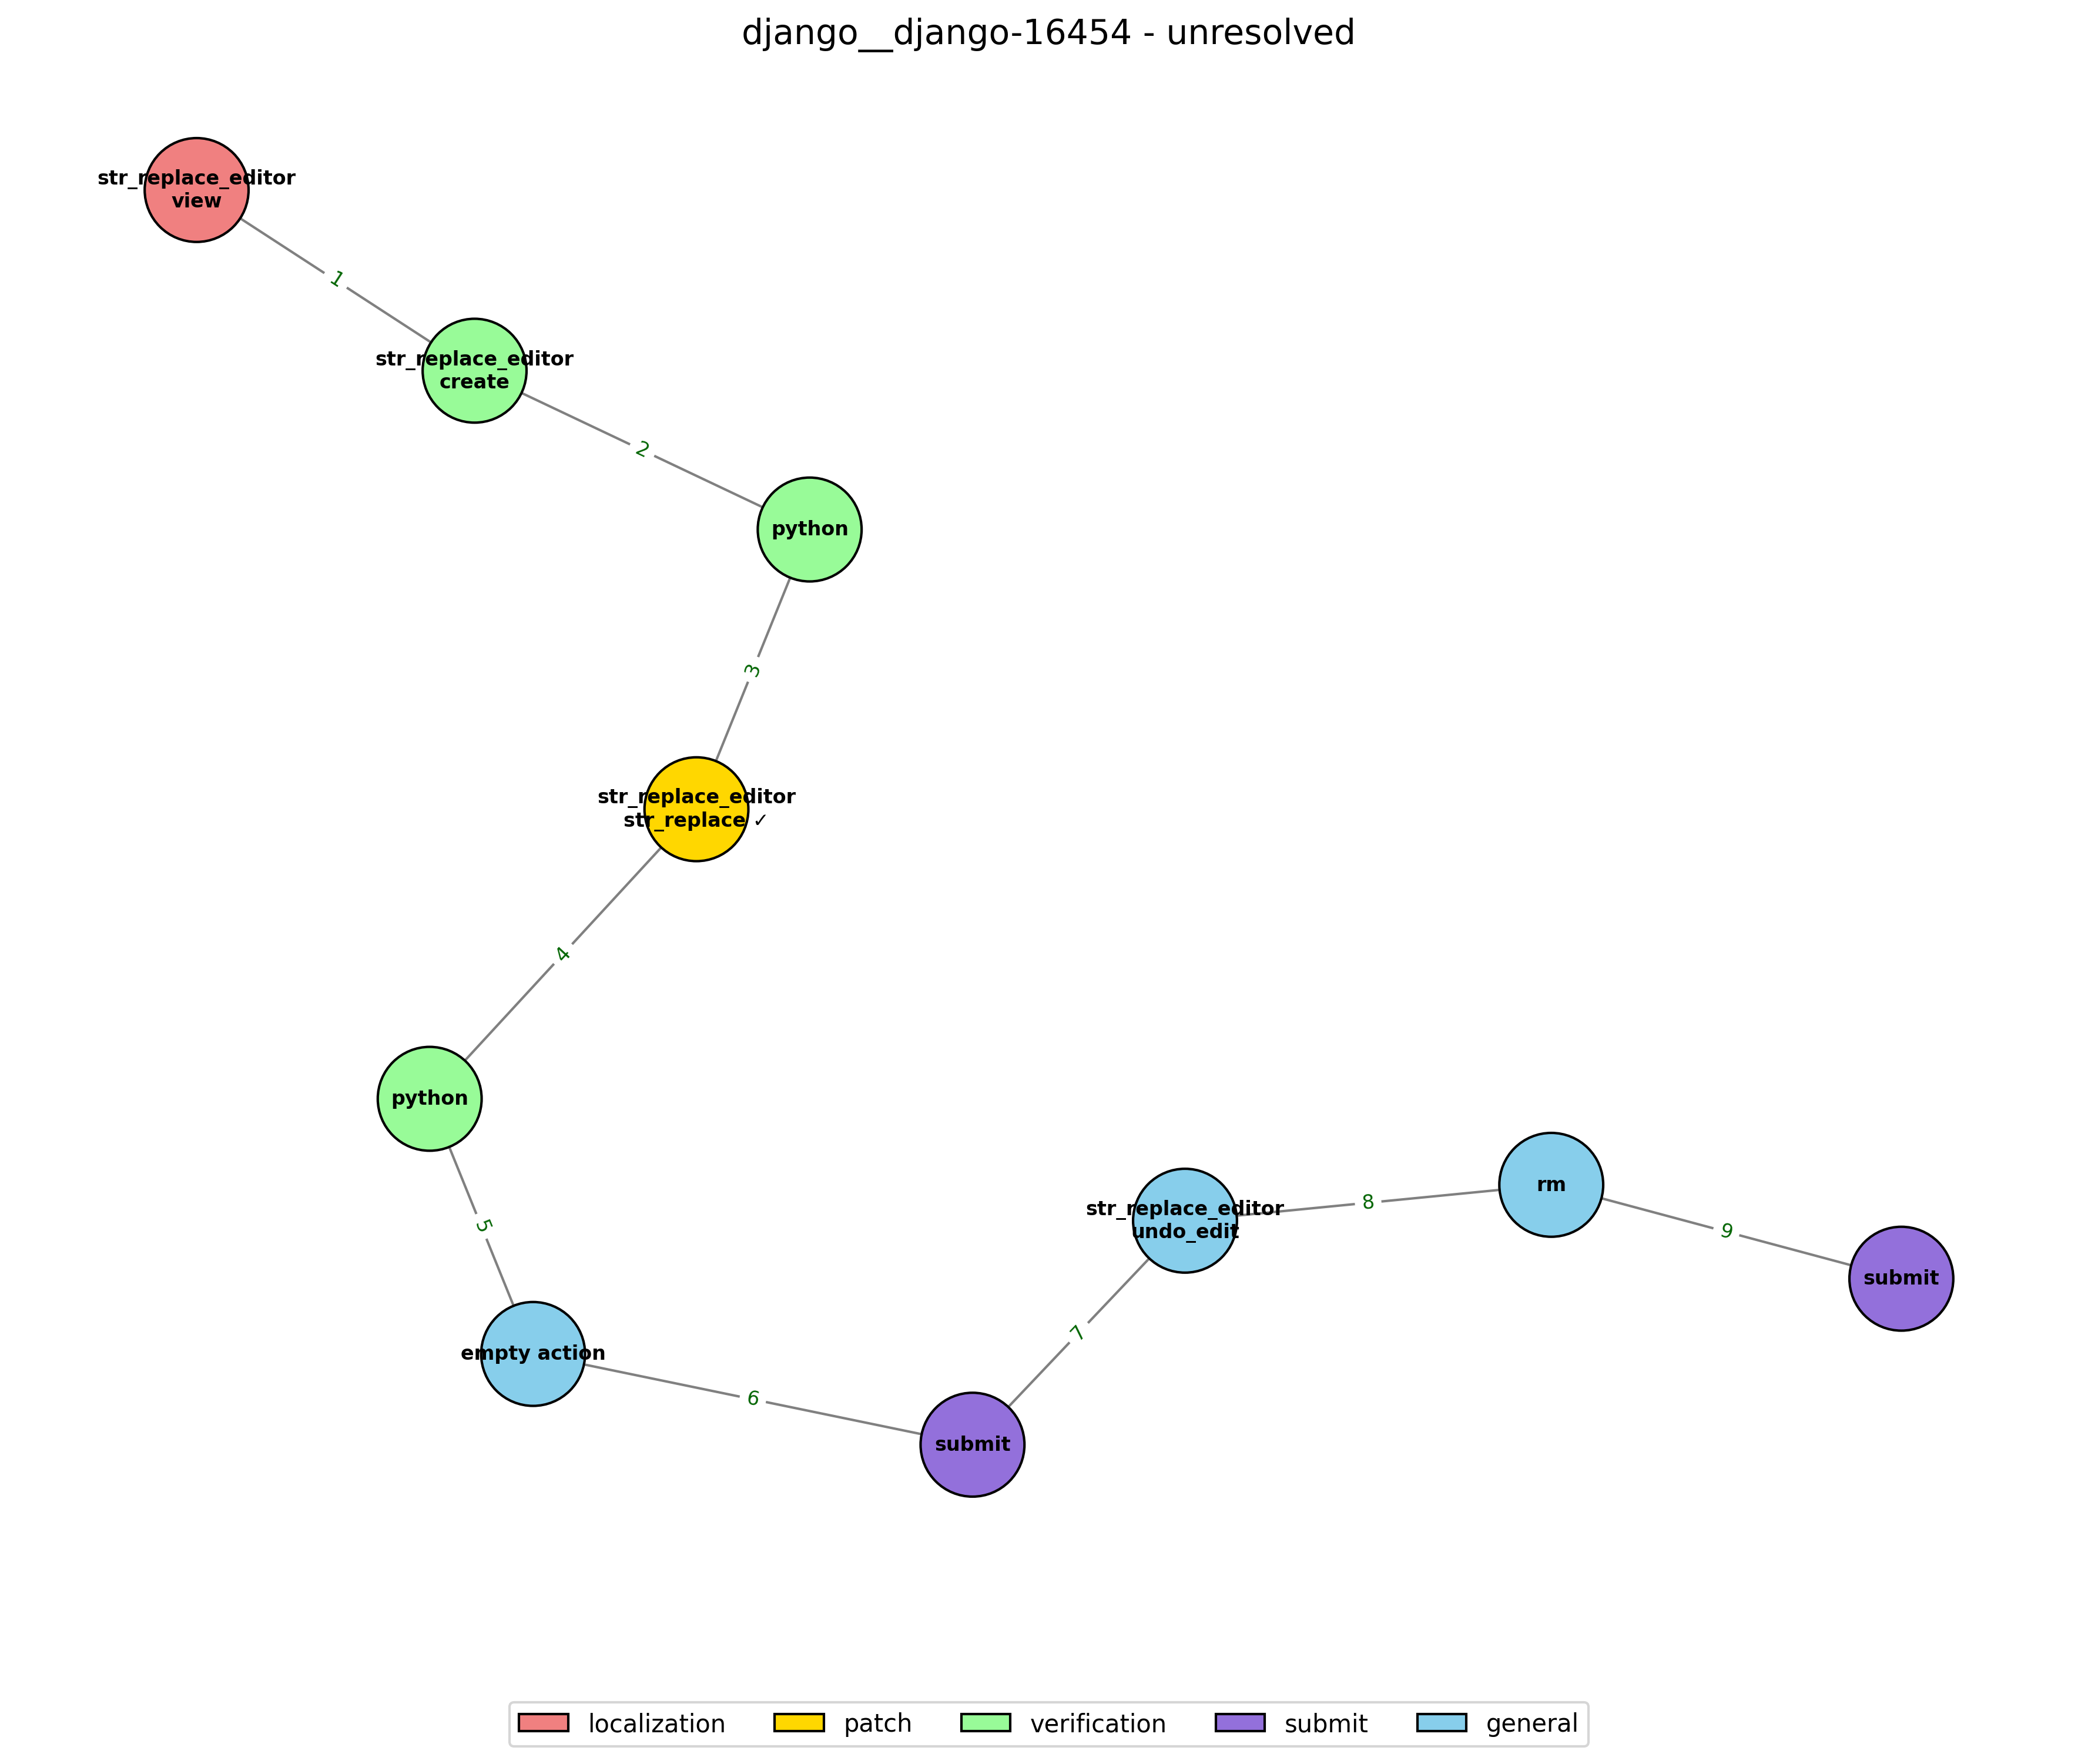 django__django-16454 - unresolved
str_replace_editor
view
1
str_replace_editor
create
2
python
3
str_replace_editor
str_replace ✓
4
python
5
empty action
6
submit
7
str_replace_editor
undo_edit
8
rm
9
submit
localization
patch
verification
submit
general